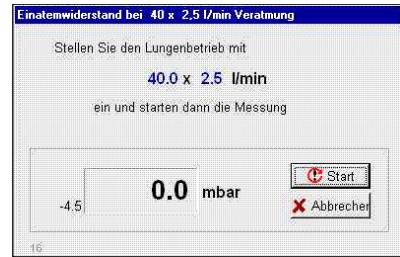 Einatemwiderstand bei 40 x 2,5 l/min Veratmung
Stellen Sie den Lungenbetrieb mit
40.0 x 2.5 l/min
ein und starten dann die Messung
Start
0.0 mbar
-4.5
Abbrechen
16